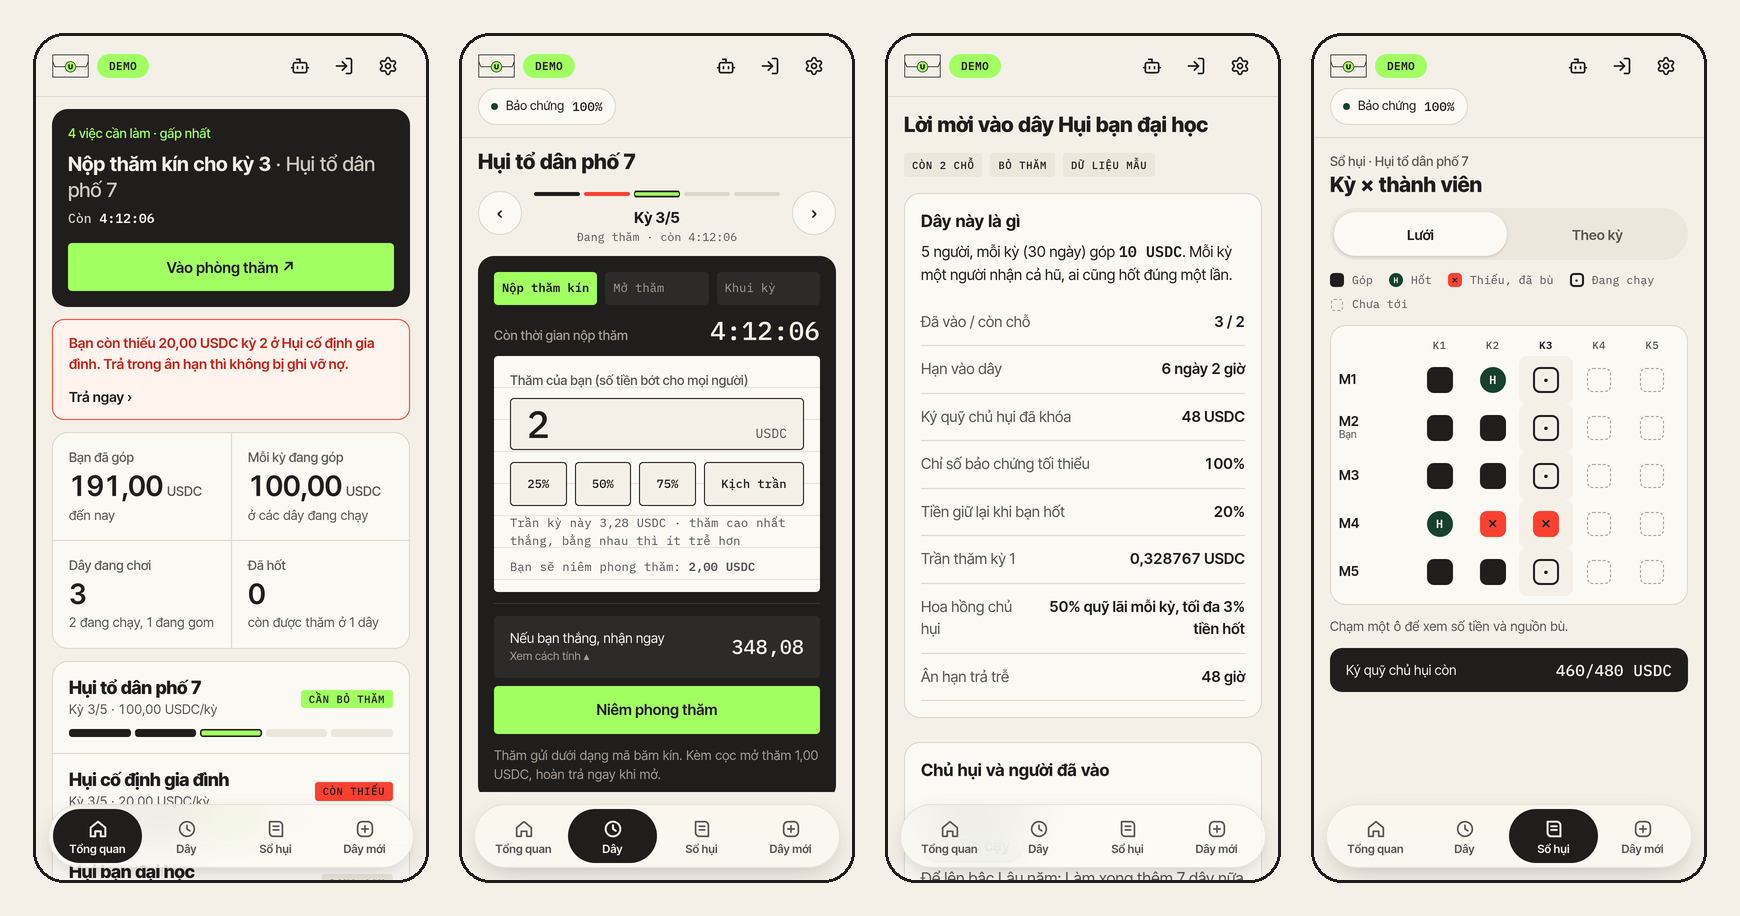 DEMO
4 việc cần làm · gấp nhất
Nộp thăm kín cho kỳ 3 · Hụi tổ dân
phố 7
Còn 4:12:06
Vào phòng thăm ↗
Bạn còn thiếu 20,00 USDC kỳ 2 ở Hụi cố định gia
đình. Trả trong ân hạn thì không bị ghi vỡ nợ.
Trả ngay ›
Bạn đã góp
191,00 USDC
đến nay
Mỗi kỳ đang góp
100,00 USDC
ở các dây đang chạy
Dây đang chơi
3
2 đang chạy, 1 đang gom
Đã hốt
0
còn được thăm ở 1 dây
Hụi tổ dân phố 7
Kỳ 3/5 · 100,00 USDC/kỳ
CẦN BỎ THĂM
Hụi cố định gia đình
Kỳ 3/5 · 20,00 USDC/kỳ
CÒN THIẾU
Hụi bạn đại học
Tổng quan
Dây
Sổ hụi
Dây mới
DEMO
Bảo chứng 100%
Hụi tổ dân phố 7
‹
Kỳ 3/5
›
Đang thăm · còn 4:12:06
Nộp thăm kín
Mở thăm
Khui kỳ
Còn thời gian nộp thăm
4:12:06
Thăm của bạn (số tiền bớt cho mọi người)
2
USDC
25%
50%
75%
Kịch trần
Trần kỳ này 3,28 USDC · thăm cao nhất
thắng, bằng nhau thì ít trễ hơn
Bạn sẽ niêm phong thăm: 2,00 USDC
Nếu bạn thắng, nhận ngay
Xem cách tính ▴
348,08
Niêm phong thăm
Thăm gửi dưới dạng mã băm kín. Kèm cọc mở thăm 1,00
USDC, hoàn trả ngay khi mở.
Tổng quan
Dây
Sổ hụi
Dây mới
DEMO
Lời mời vào dây Hụi bạn đại học
CÒN 2 CHỖ
BỎ THĂM
DỮ LIỆU MẪU
Dây này là gì
5 người, mỗi kỳ (30 ngày) góp 10 USDC. Mỗi kỳ
một người nhận cả hũ, ai cũng hốt đúng một lần.
Đã vào / còn chỗ
3 / 2
Hạn vào dây
6 ngày 2 giờ
Ký quỹ chủ hụi đã khóa
48 USDC
Chỉ số bảo chứng tối thiểu
100%
Tiền giữ lại khi bạn hốt
20%
Trần thăm kỳ 1
0,328767 USDC
Hoa hồng chủ
hụi
50% quỹ lãi mỗi kỳ, tối đa 3%
tiền hốt
Ân hạn trả trễ
48 giờ
Chủ hụi và người đã vào
Tổng quan
Dây
Sổ hụi
Dây mới
Để lên bậc Lâu năm: Làm xong thêm 7 dây nữa
DEMO
Bảo chứng 100%
Sổ hụi · Hụi tổ dân phố 7
Kỳ × thành viên
Lưới
Theo kỳ
Góp
H Hốt
× Thiếu, đã bù
Đang chạy
Chưa tới
K1 K2 K3 K4 K5
M1 H
M2
Bạn
M3
M4 H × ×
M5
Chạm một ô để xem số tiền và nguồn bù.
Ký quỹ chủ hụi còn
460/480 USDC
Tổng quan
Dây
Sổ hụi
Dây mới